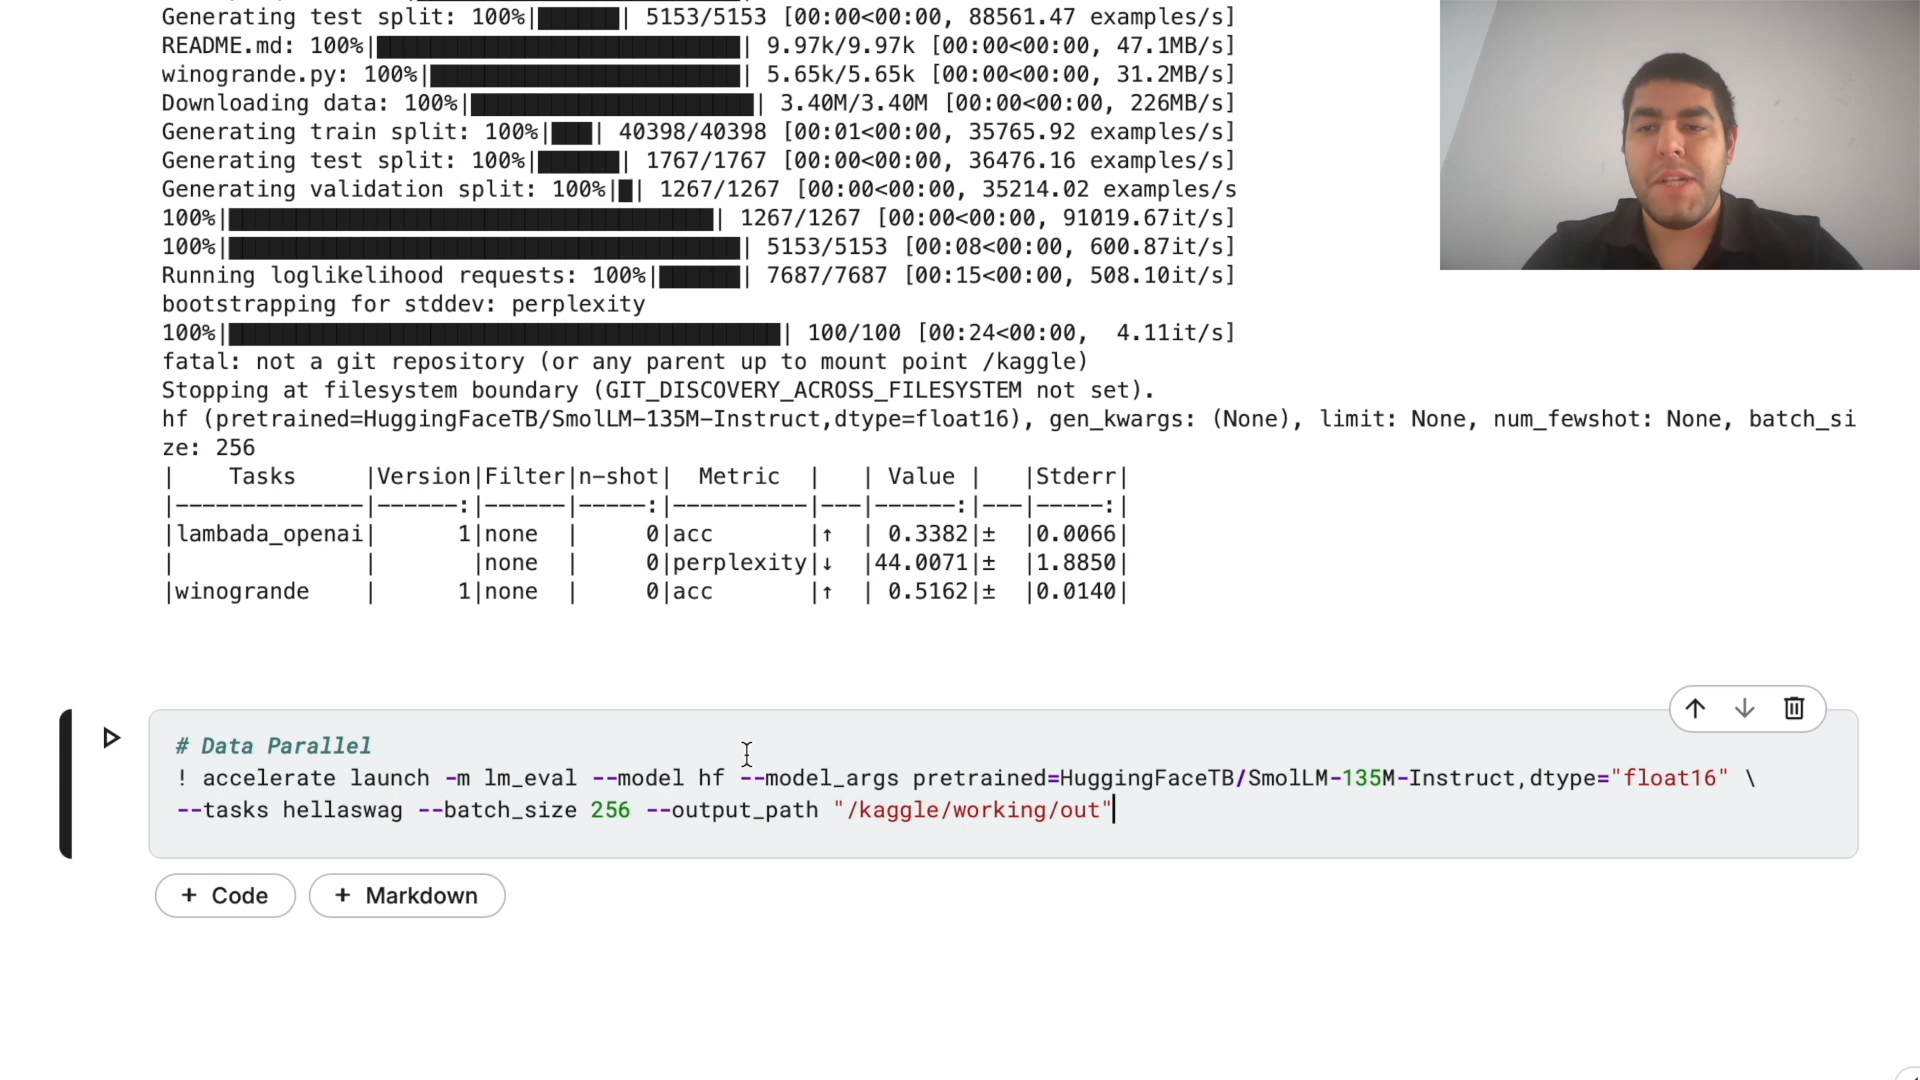 Generating test split: 100%|██████| 5153/5153 [00:00<00:00, 88561.47 examples/s]
README.md: 100%|███████████████████████████| 9.97k/9.97k [00:00<00:00, 47.1MB/s]
winogrande.py: 100%|███████████████████████| 5.65k/5.65k [00:00<00:00, 31.2MB/s]
Downloading data: 100%|█████████████████████| 3.40M/3.40M [00:00<00:00, 226MB/s]
Generating train split: 100%|███| 40398/40398 [00:01<00:00, 35765.92 examples/s]
Generating test split: 100%|██████| 1767/1767 [00:00<00:00, 36476.16 examples/s]
Generating validation split: 100%|█| 1267/1267 [00:00<00:00, 35214.02 examples/s
100%|████████████████████████████████████| 1267/1267 [00:00<00:00, 91019.67it/s]
100%|██████████████████████████████████████| 5153/5153 [00:08<00:00, 600.87it/s]
Running loglikelihood requests: 100%|██████| 7687/7687 [00:15<00:00, 508.10it/s]
bootstrapping for stddev: perplexity
100%|█████████████████████████████████████████| 100/100 [00:24<00:00,  4.11it/s]
fatal: not a git repository (or any parent up to mount point /kaggle)
Stopping at filesystem boundary (GIT_DISCOVERY_ACROSS_FILESYSTEM not set).
hf (pretrained=HuggingFaceTB/SmolLM-135M-Instruct,dtype=float16), gen_kwargs: (None), limit: None, num_fewshot: None, batch_si
ze: 256
|    Tasks     |Version|Filter|n-shot|  Metric  |   | Value |   |Stderr|
|--------------|------:|------|-----:|----------|---|------:|---|-----:|
|lambada_openai|      1|none  |     0|acc       |↑  | 0.3382|±  |0.0066|
|              |       |none  |     0|perplexity|↓  |44.0071|±  |1.8850|
|winogrande    |      1|none  |     0|acc       |↑  | 0.5162|±  |0.0140|
# Data Parallel
! accelerate launch -m lm_eval --model hf --model_args pretrained=HuggingFaceTB/SmolLM-135M-Instruct,dtype="float16" \
--tasks hellaswag --batch_size 256 --output_path "/kaggle/working/out"
+ Code + Markdown